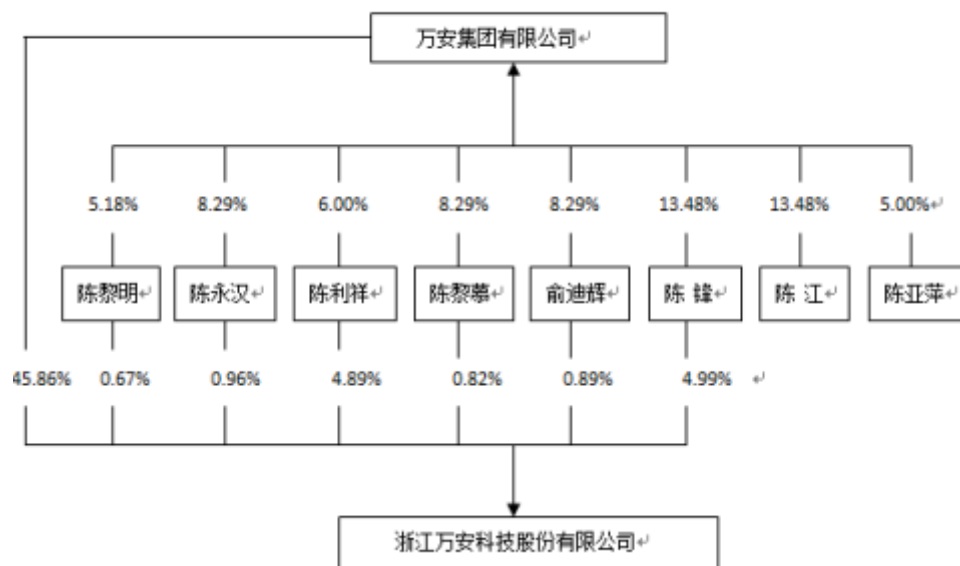 万安集团有限公司
5.18% 8.29% 6.00% 8.29% 8.29% 13.48% 13.48% 5.00%
陈黎明 陈永汉 陈利祥 陈黎慕 俞迪辉 陈 锋 陈 江 陈亚萍
45.86% 0.67% 0.96% 4.89% 0.82% 0.89% 4.99%
浙江万安科技股份有限公司